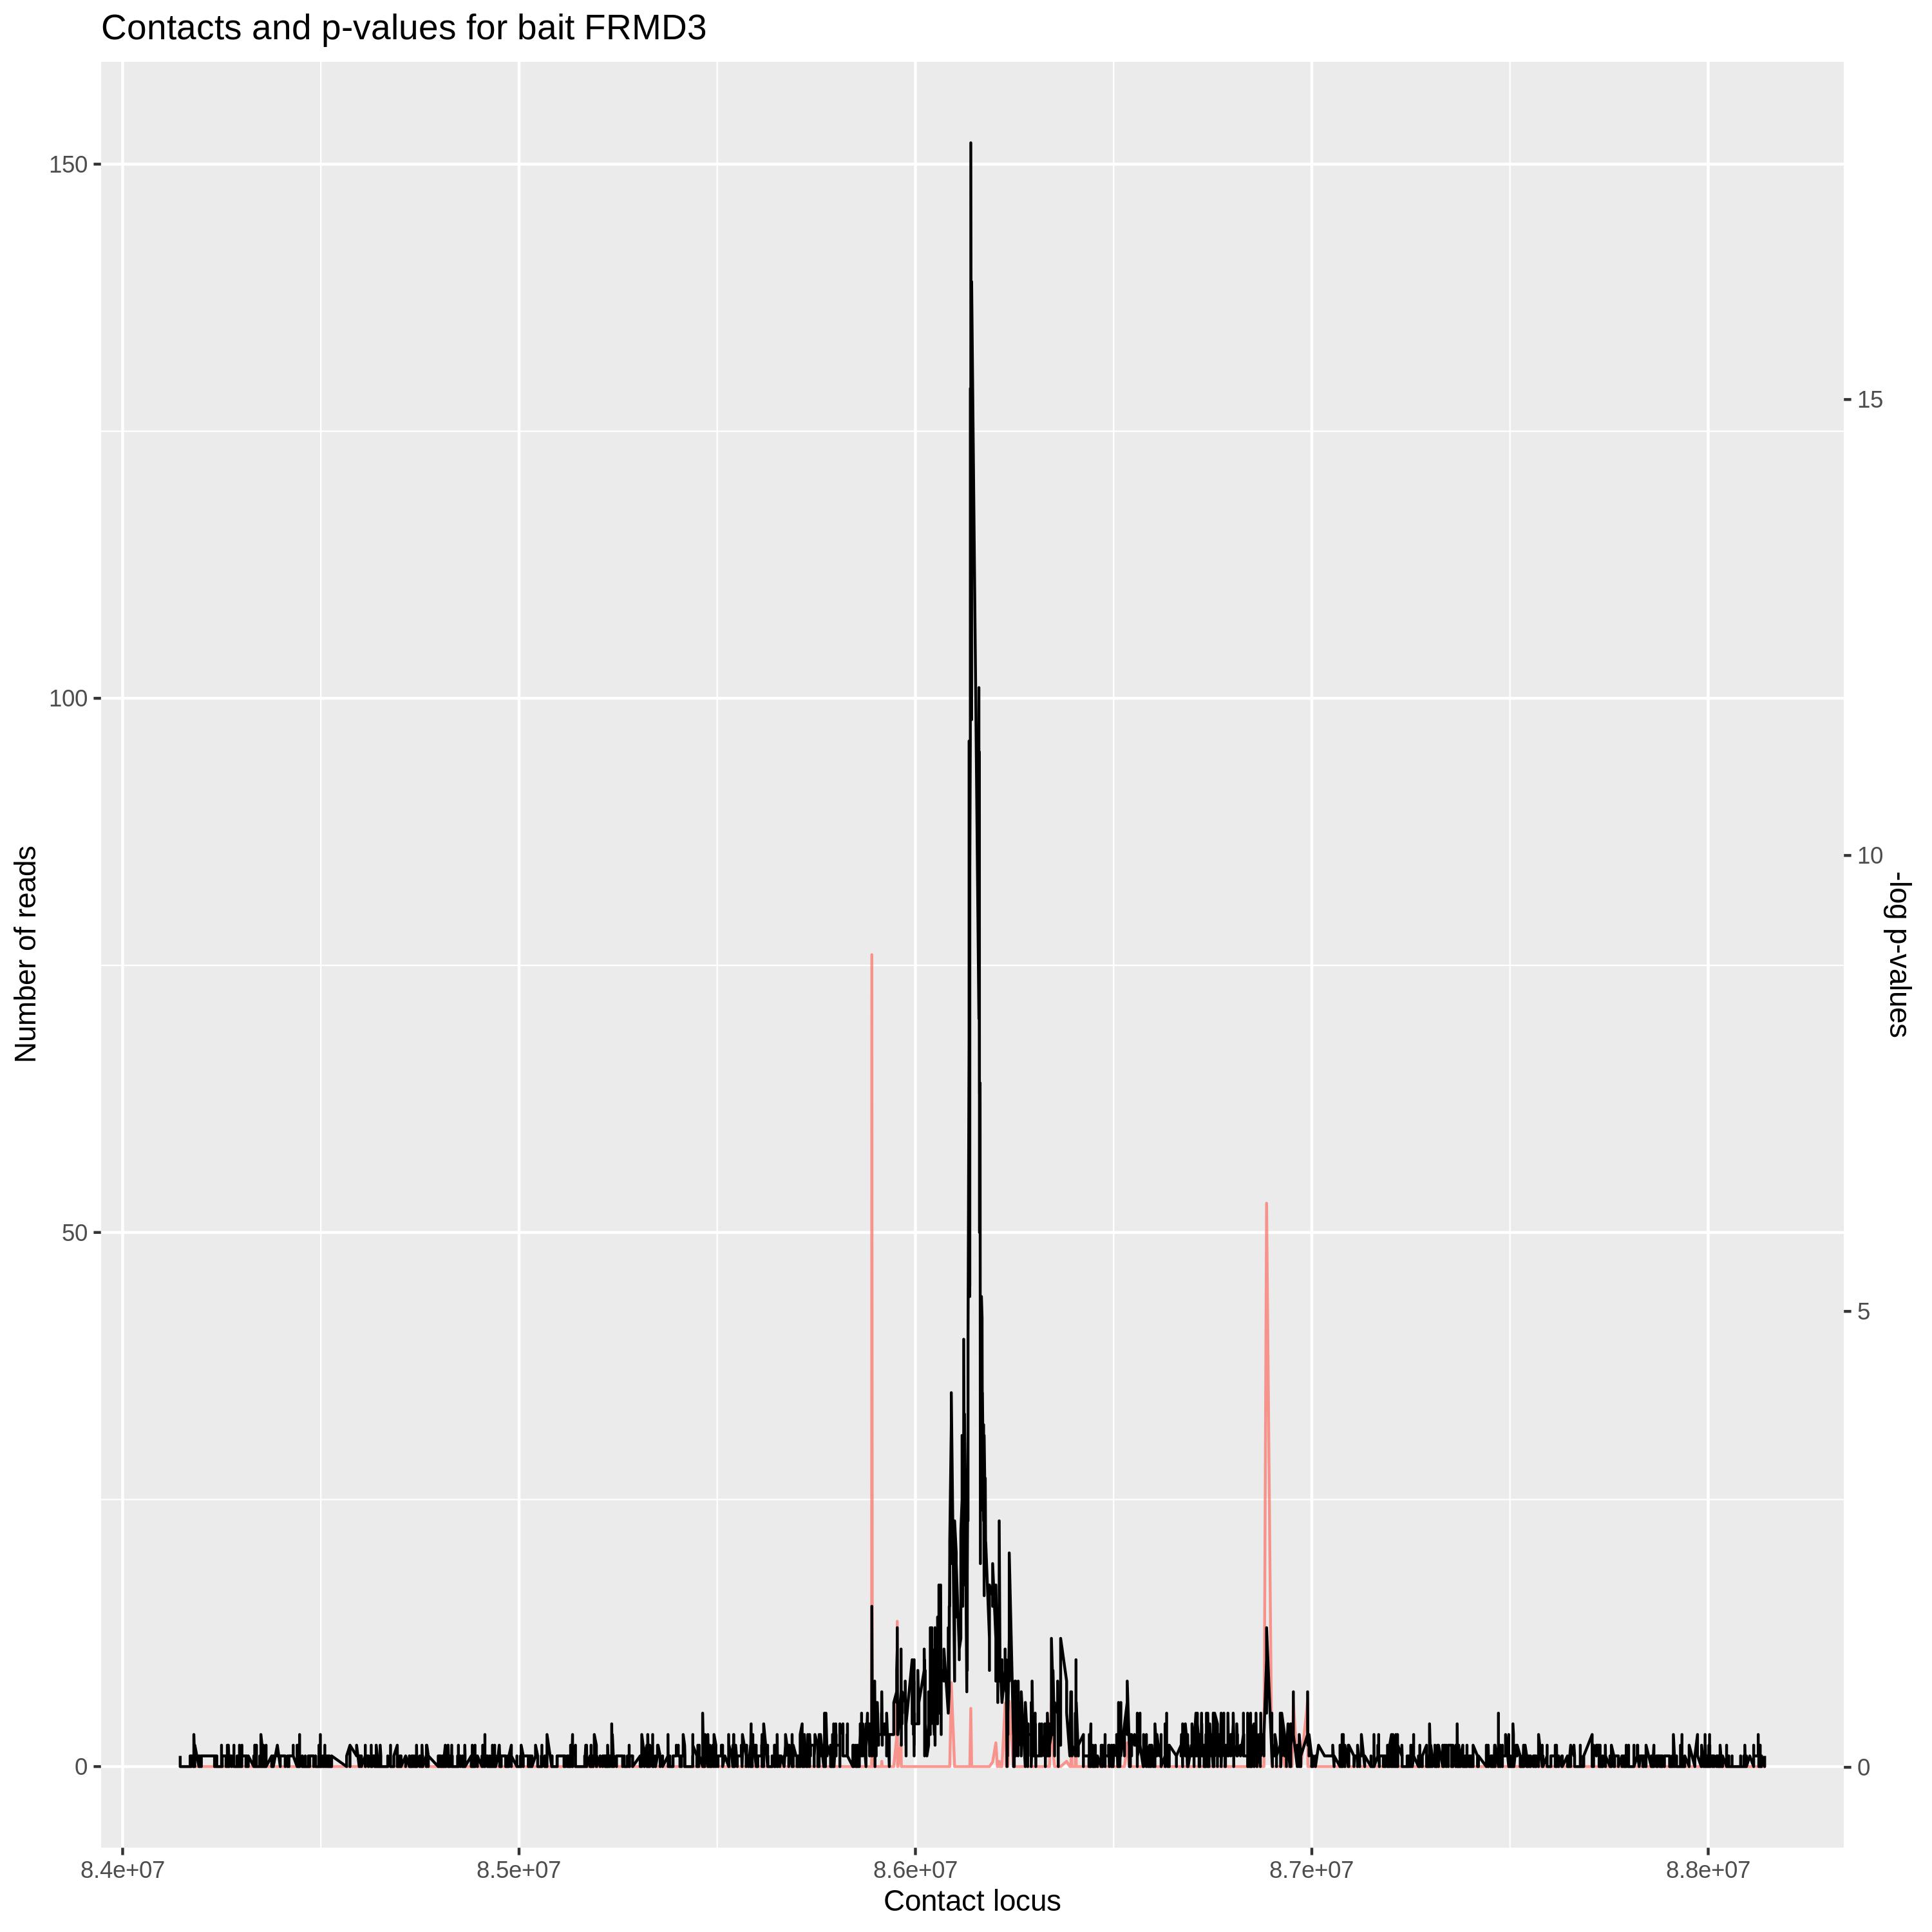 Contacts and p-values for bait FRMD3
150
100
50
0
Number of reads
15
10
5
0
-log p-values
8.4e+07 8.5e+07 8.6e+07 8.7e+07 8.8e+07
Contact locus